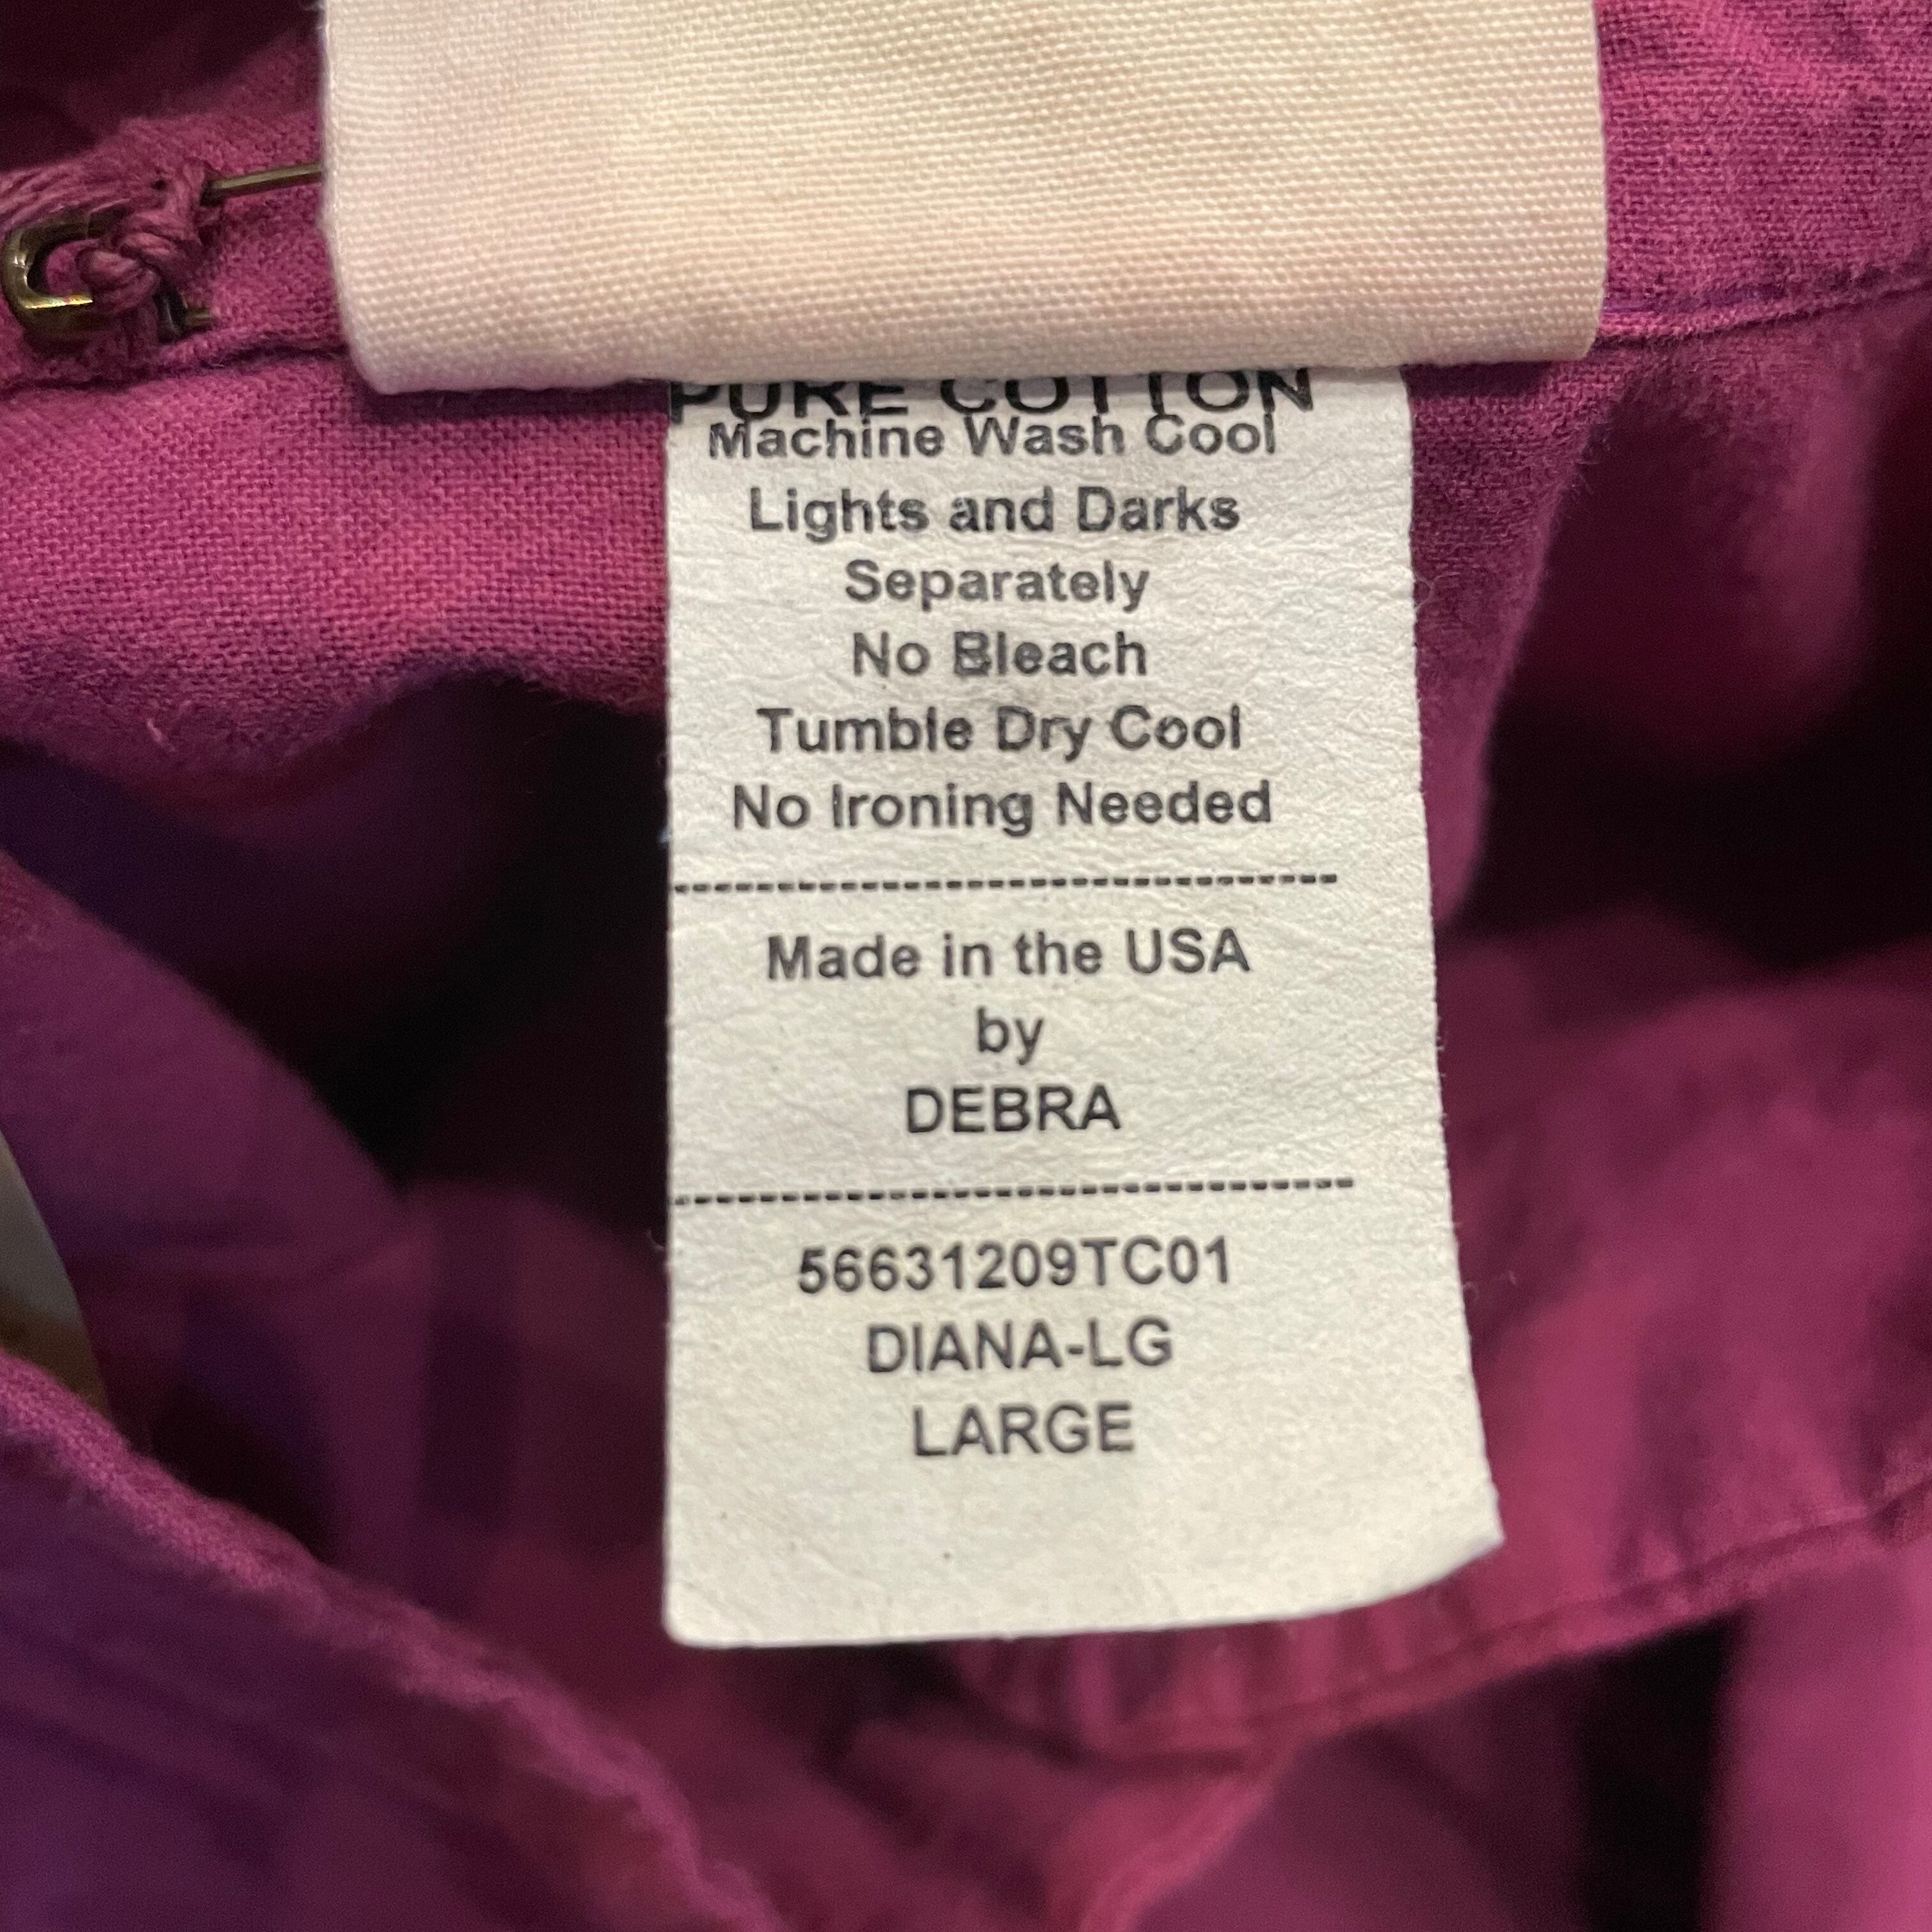 PURE COTTON
Machine Wash Cool
Lights and Darks
Separately
No Bleach
Tumble Dry Cool
No Ironing Needed
Made in the USA
by
DEBRA
56631209TC01
DIANA-LG
LARGE